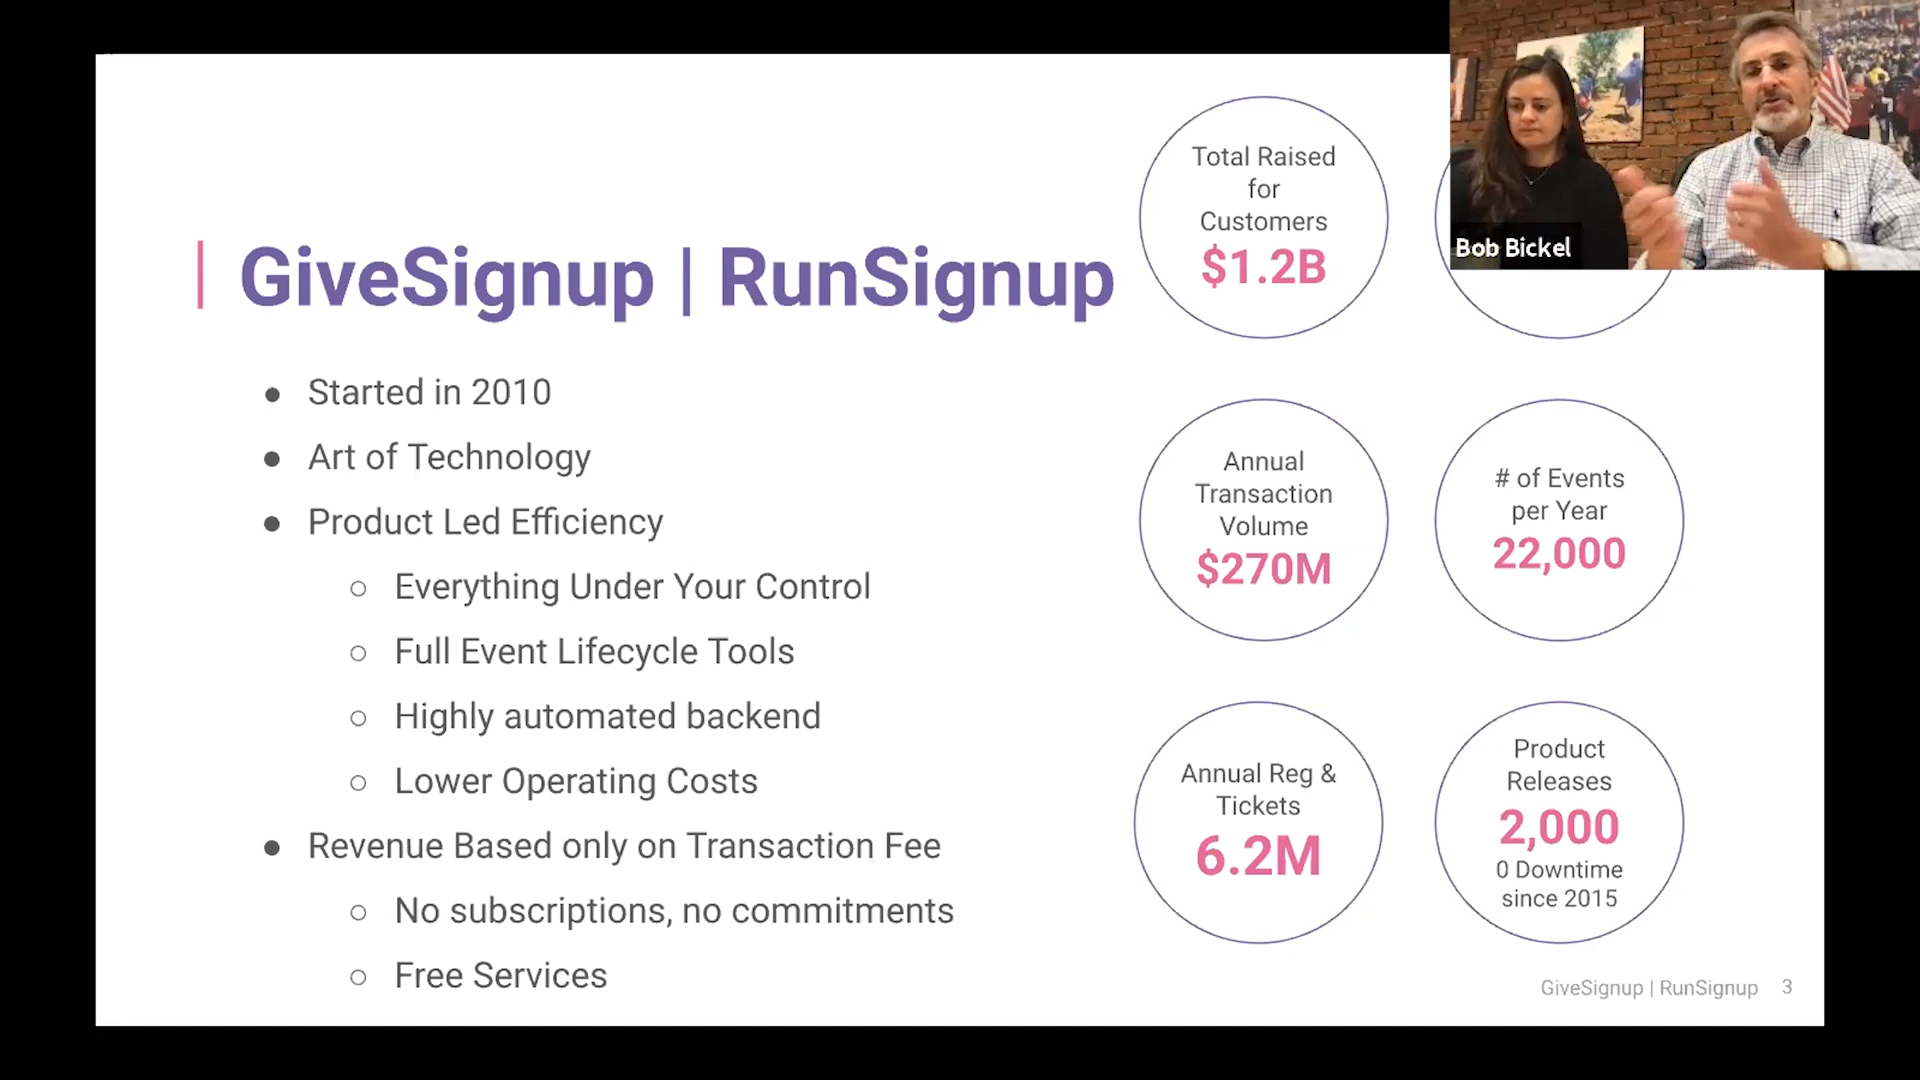 GiveSignup | RunSignup
● Started in 2010
● Art of Technology
● Product Led Efficiency
○ Everything Under Your Control
○ Full Event Lifecycle Tools
○ Highly automated backend
○ Lower Operating Costs
● Revenue Based only on Transaction Fee
○ No subscriptions, no commitments
○ Free Services
Total Raised
for
Customers
$1.2B
Annual
Transaction
Volume
$270M
# of Events
per Year
22,000
Annual Reg &
Tickets
6.2M
Product
Releases
2,000
0 Downtime
since 2015
Bob Bickel
GiveSignup | RunSignup 3